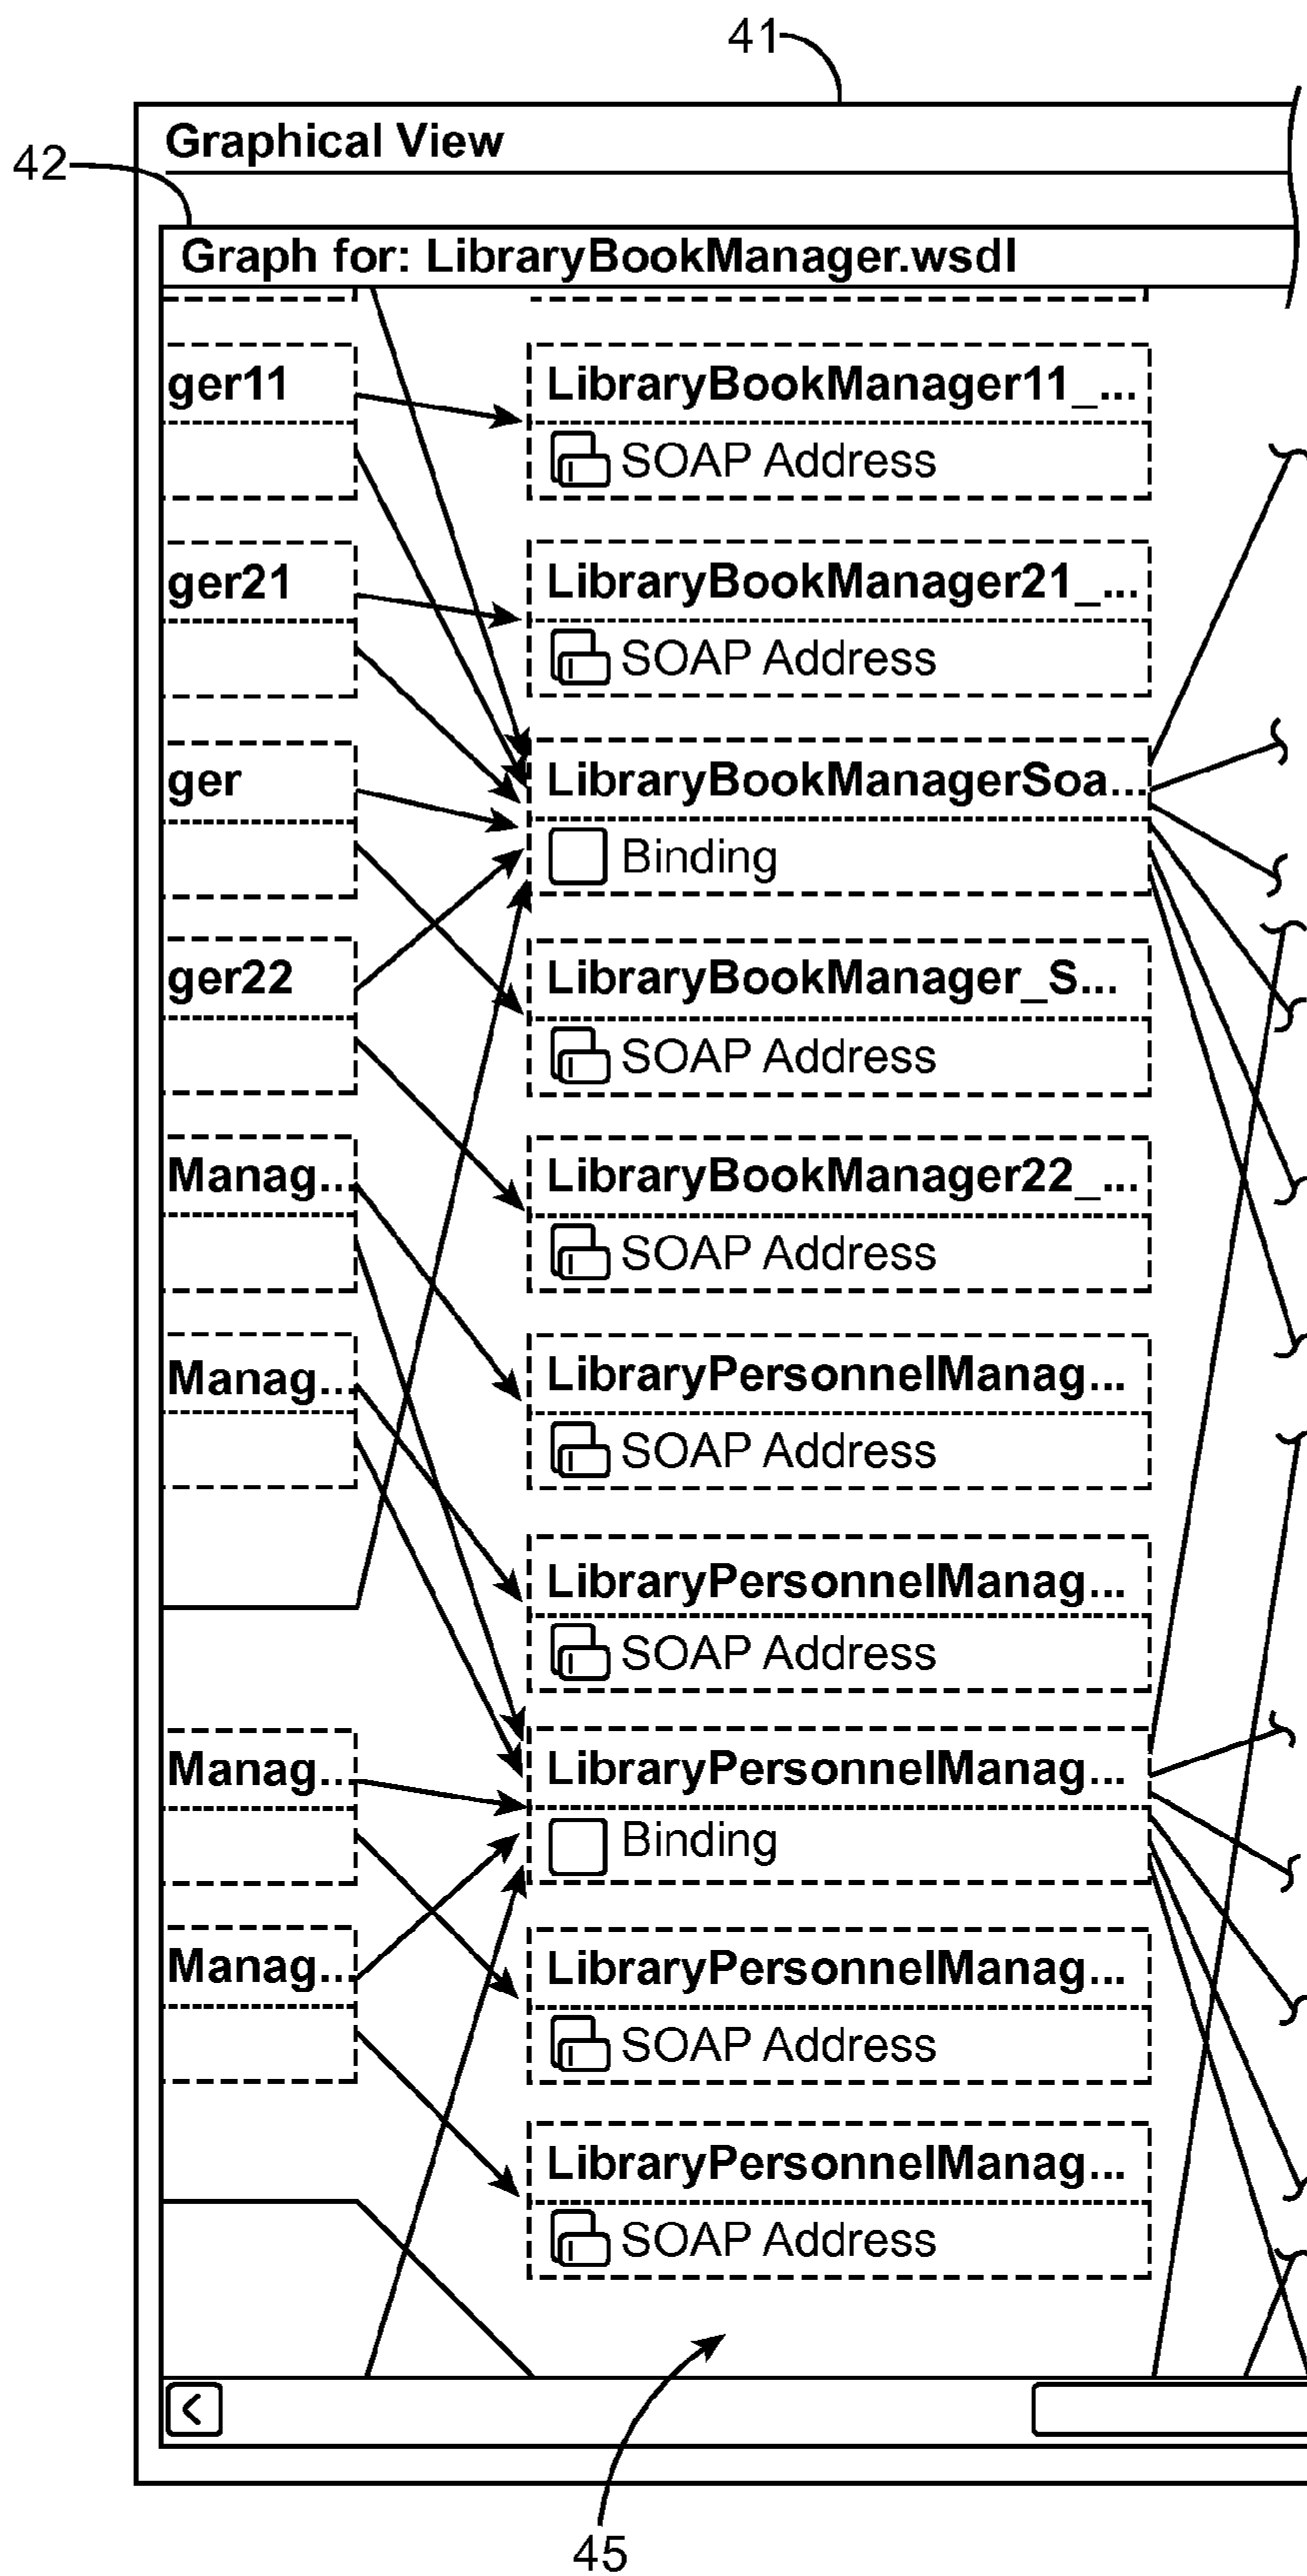 41
Graphical View
42
Graph for: LibraryBookManager.wsdl
ger11
LibraryBookManager11_...
SOAP Address
ger21
LibraryBookManager21_...
SOAP Address
ger
LibraryBookManagerSoa...
Binding
ger22
LibraryBookManager_S...
SOAP Address
Manag...
LibraryBookManager22_...
SOAP Address
Manag...
LibraryPersonnelManag...
SOAP Address
LibraryPersonnelManag...
SOAP Address
Manag...
LibraryPersonnelManag...
Binding
Manag...
LibraryPersonnelManag...
SOAP Address
LibraryPersonnelManag...
SOAP Address
45